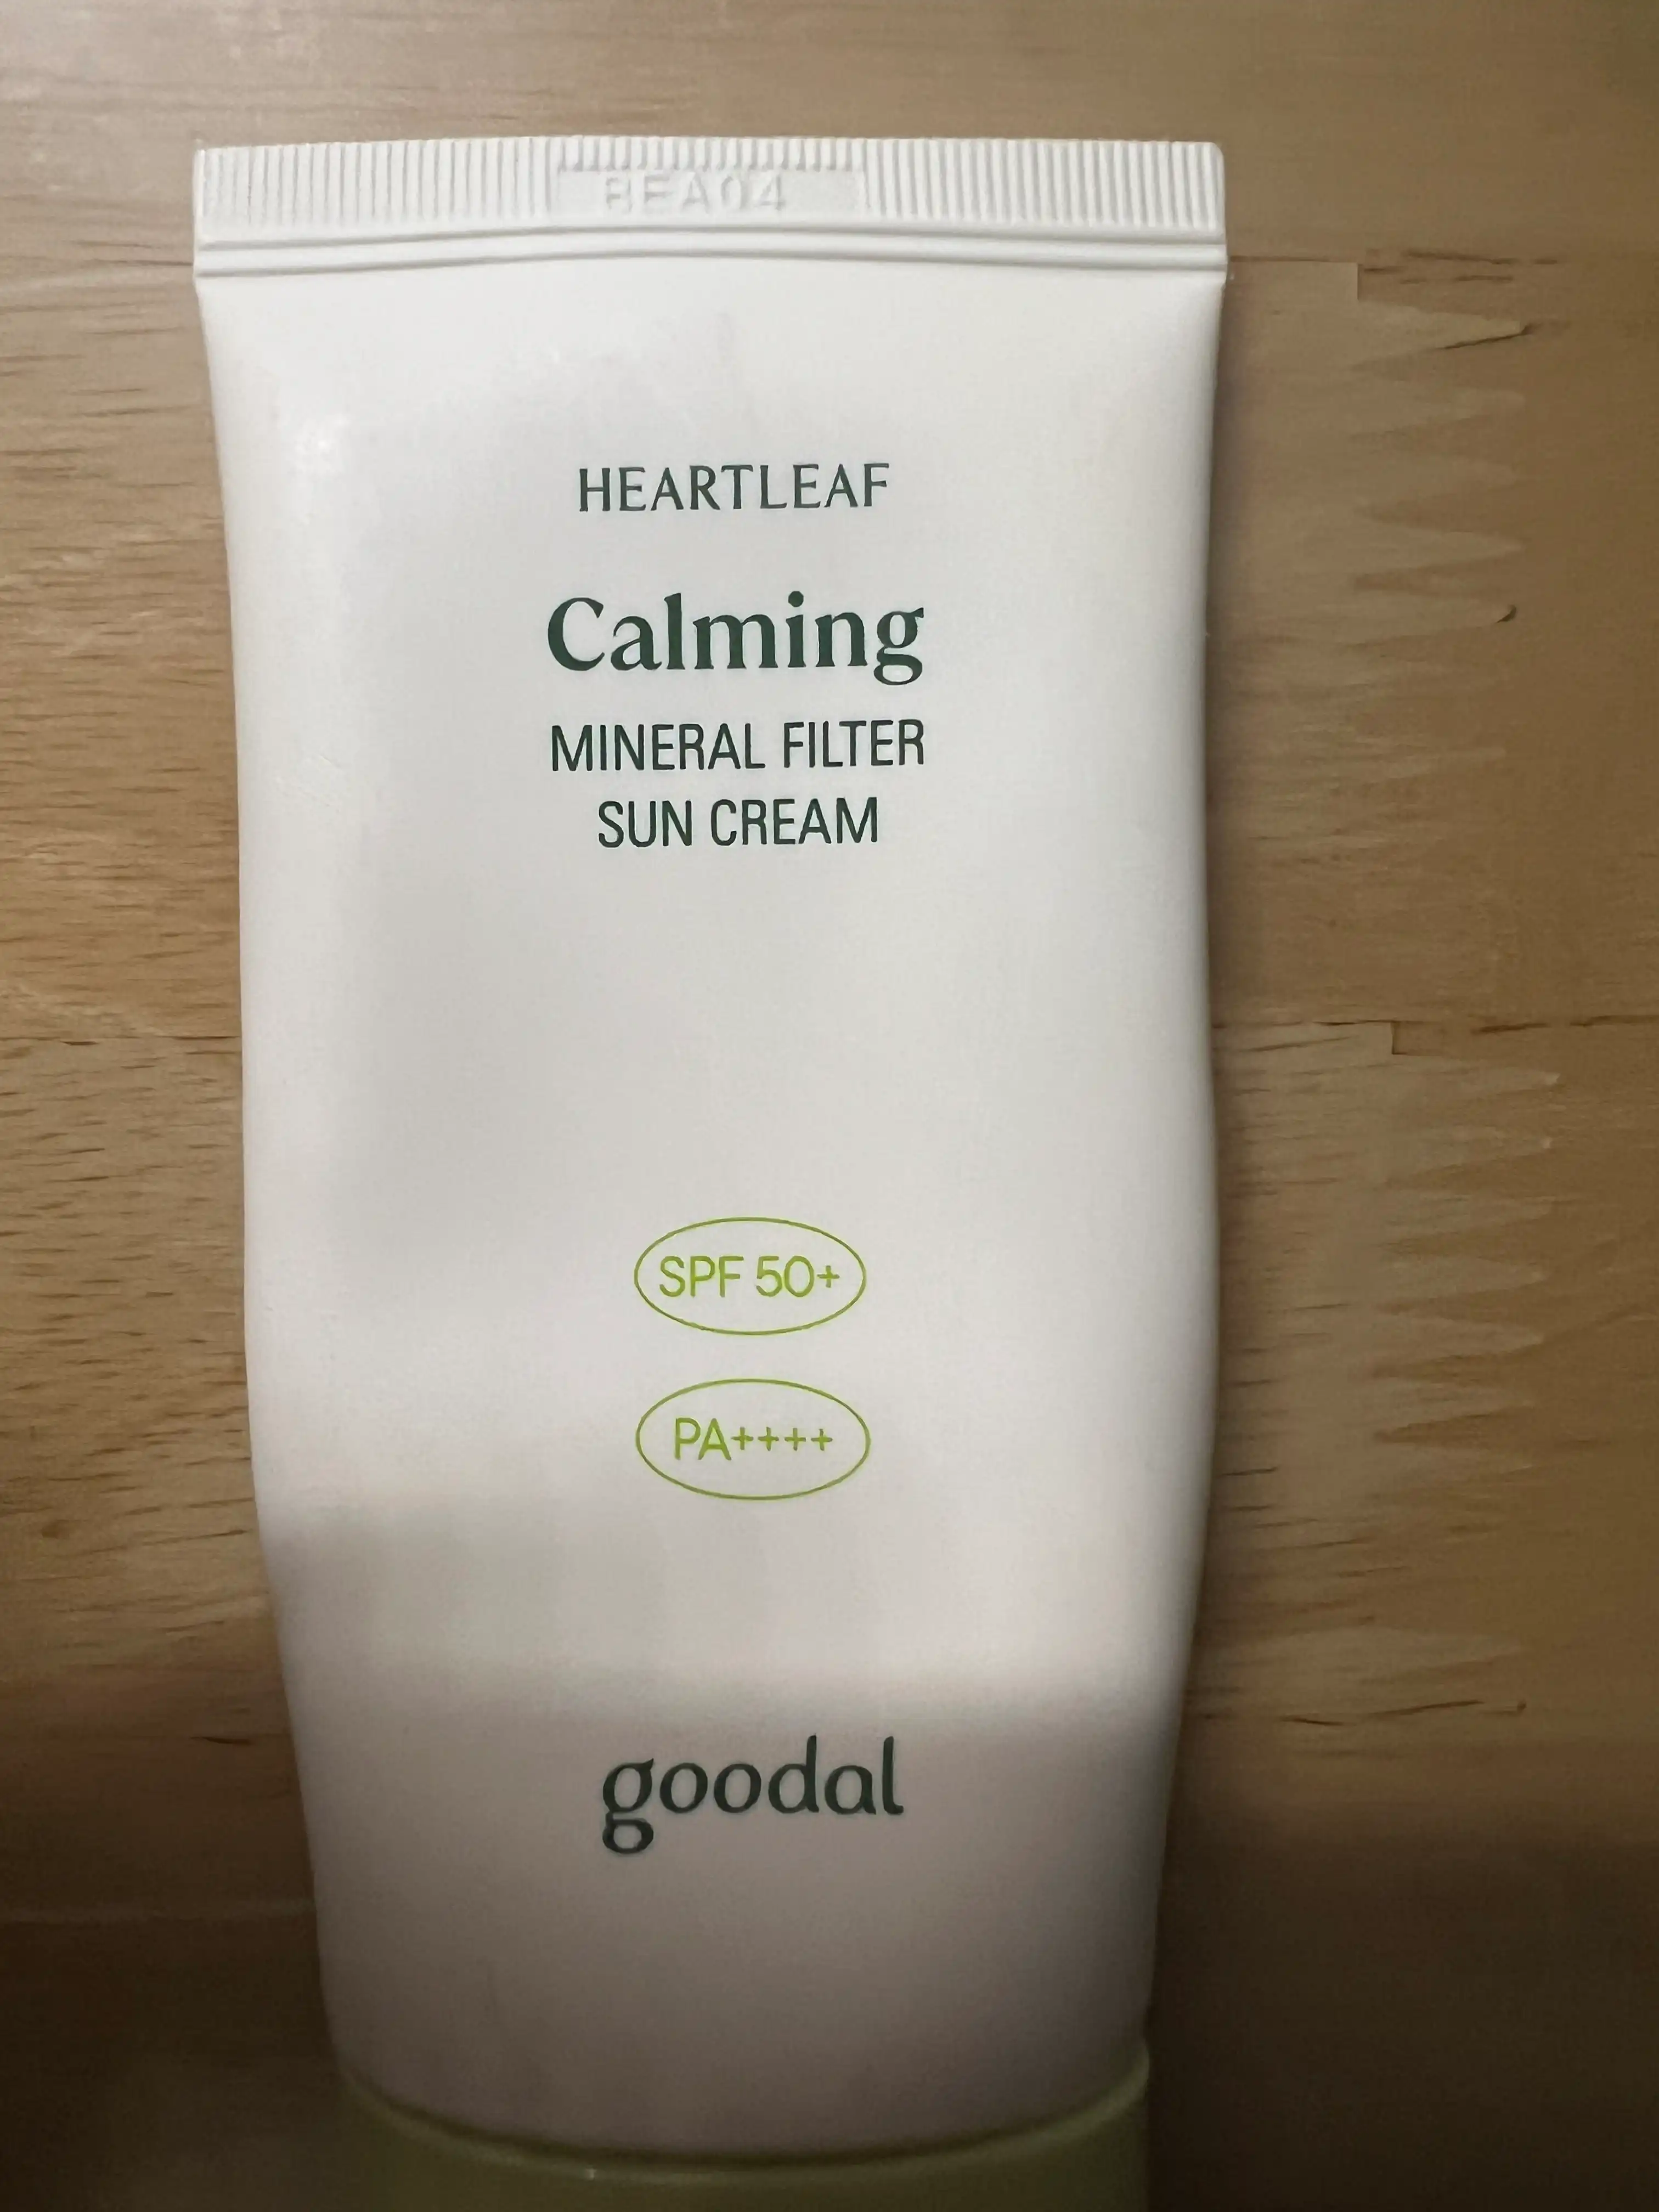 BEA04
HEARTLEAF
Calming
MINERAL FILTER
SUN CREAM
SPF 50+
PA++++
goodal